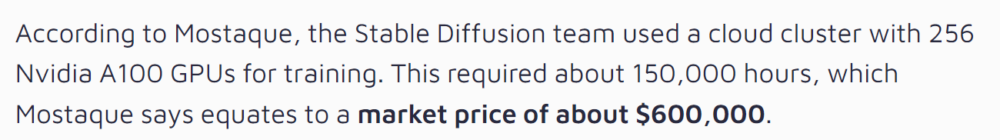 According to Mostaque, the Stable Diffusion team used a cloud cluster with 256
Nvidia A100 GPUs for training. This required about 150,000 hours, which
Mostaque says equates to a market price of about $600,000.